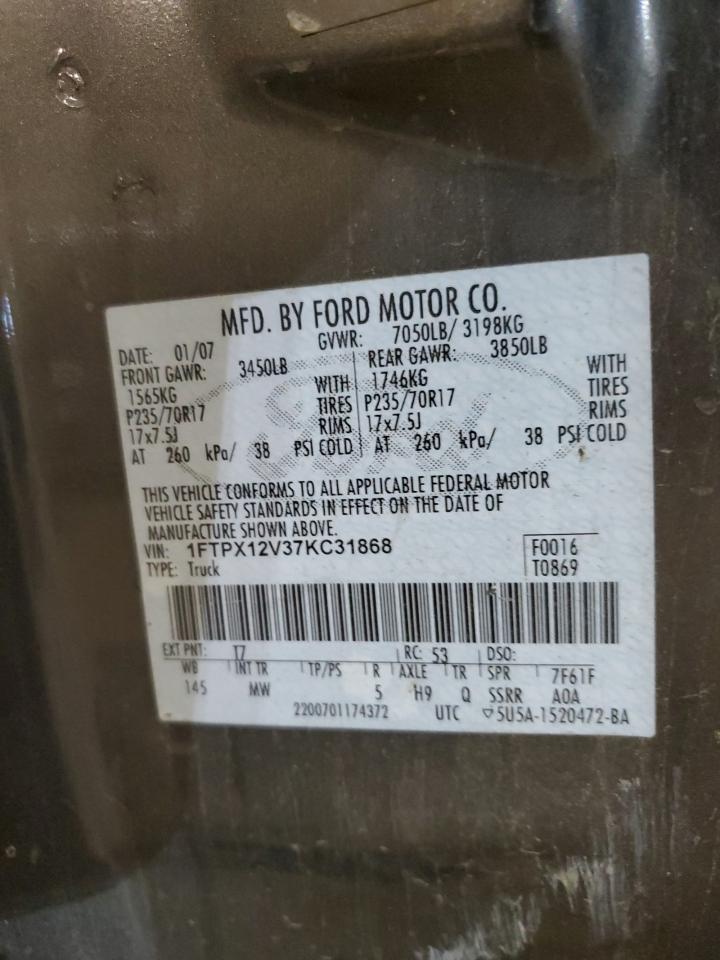 MFD. BY FORD MOTOR CO.
DATE: 01/07 GVWR: 7050LB/ 3198KG
FRONT GAWR: 3450LB REAR GAWR: 3850LB
1565KG WITH 1746KG WITH
P235/70R17 TIRES P235/70R17 TIRES
17x7.5J RIMS 17x7.5J RIMS
AT 260 kPa/ 38 PSI COLD AT 260 kPa/ 38 PSI COLD
THIS VEHICLE CONFORMS TO ALL APPLICABLE FEDERAL MOTOR
VEHICLE SAFETY STANDARDS IN EFFECT ON THE DATE OF
MANUFACTURE SHOWN ABOVE.
VIN: 1FTPX12V37KC31868 F0016
TYPE: Truck T0869
EXT PNT: T7 RC: 53 DSO:
WB INT TR TP/PS R AXLE TR SPR 7F61F
145 MW 5 H9 Q SSRR AOA
2200701174372 UTC ▽5U5A-1520472-BA